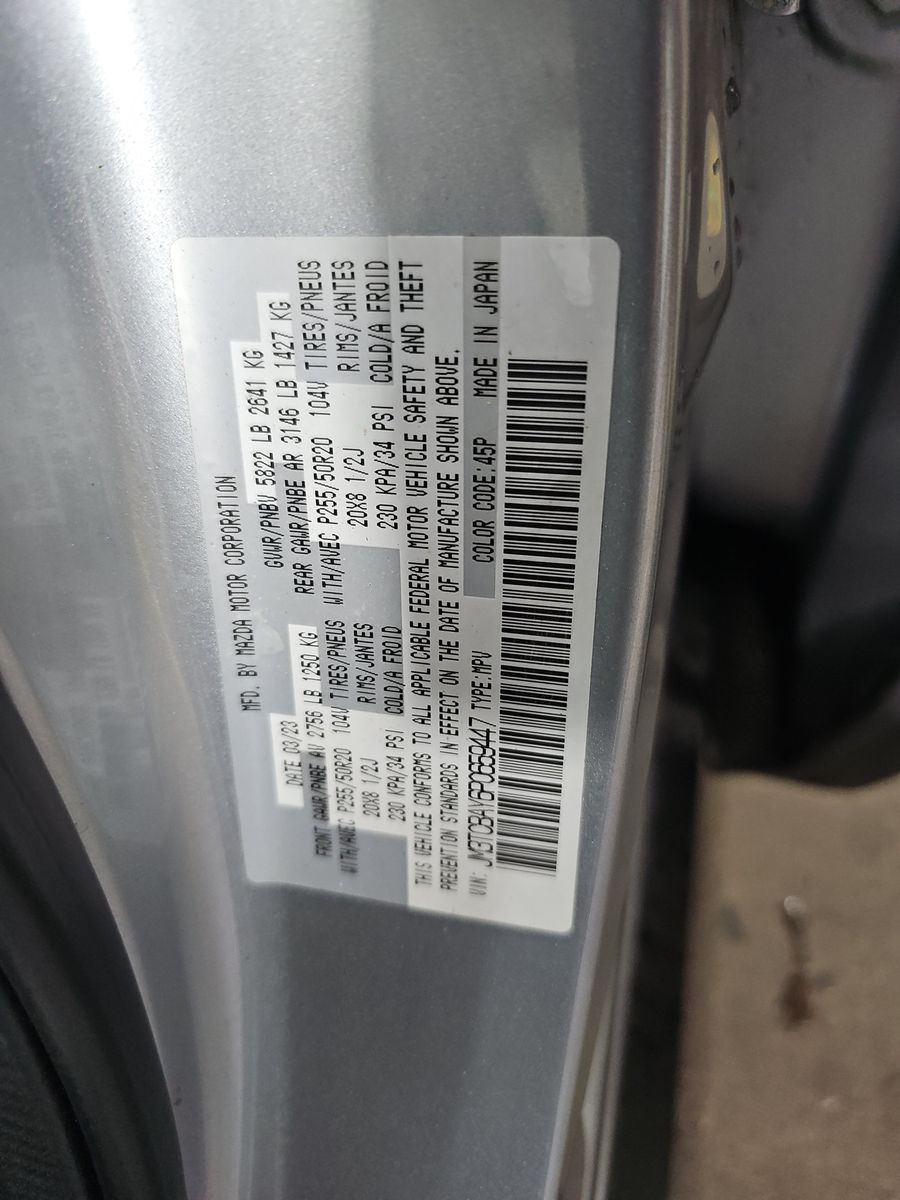 MFD. BY MAZDA MOTOR CORPORATION
DATE 03/23 GVWR/PNBV 5822 LB 2641 KG
FRONT GAWR/PNBE AV 2756 LB 1250 KG REAR GAWR/PNBE AR 3146 LB 1427 KG
WITH/AVEC P255/50R20 104V TIRES/PNEUS WITH/AVEC P255/50R20 104V TIRES/PNEUS
20X8 1/2J RIMS/JANTES 20X8 1/2J RIMS/JANTES
230 KPA/34 PSI COLD/A FROID 230 KPA/34 PSI COLD/A FROID
THIS VEHICLE CONFORMS TO ALL APPLICABLE FEDERAL MOTOR VEHICLE SAFETY AND THEFT
PREVENTION STANDARDS IN EFFECT ON THE DATE OF MANUFACTURE SHOWN ABOVE.
VIN: JM3TCBAY6P0659447 TYPE:MPV COLOR CODE:45P MADE IN JAPAN